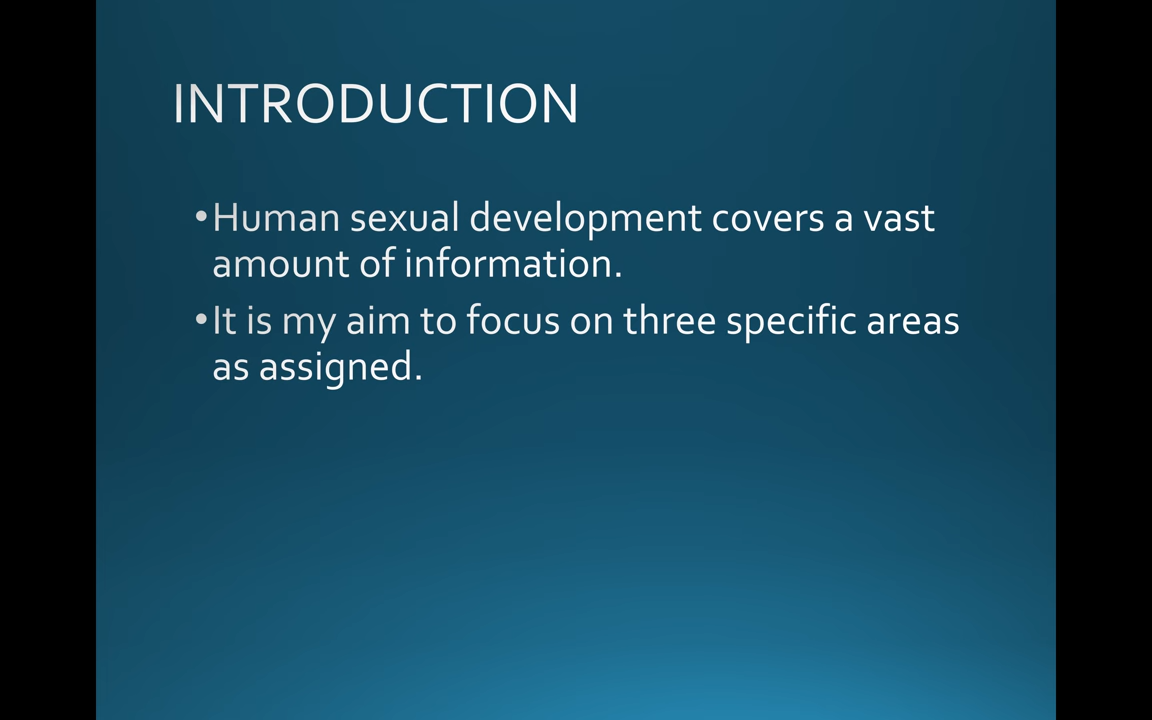 INTRODUCTION
•Human sexual development covers a vast
amount of information.
•It is my aim to focus on three specific areas
as assigned.